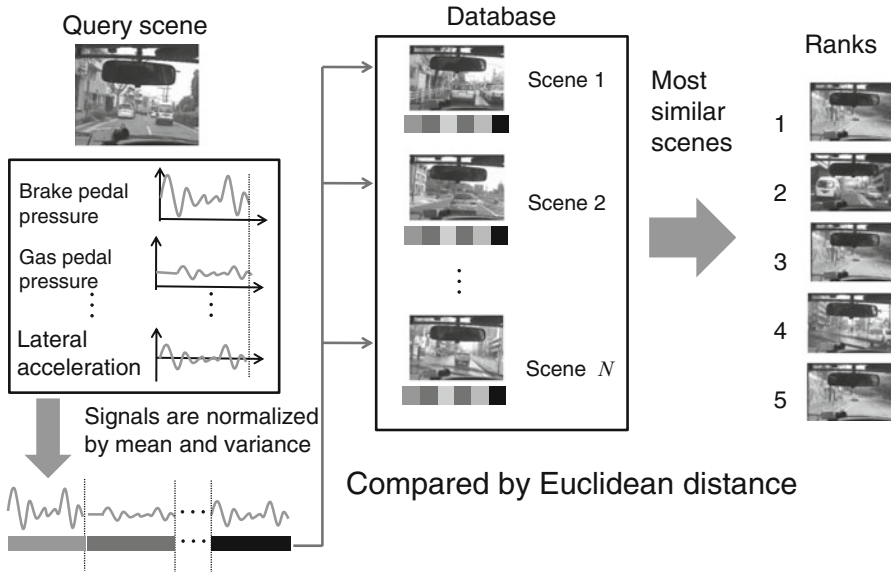 Query scene
Brake pedal
pressure
Gas pedal
pressure
Lateral
acceleration
Signals are normalized
by mean and variance
Database
Scene 1
Scene 2
Scene N
Compared by Euclidean distance
Most
similar
scenes
Ranks
1
2
3
4
5